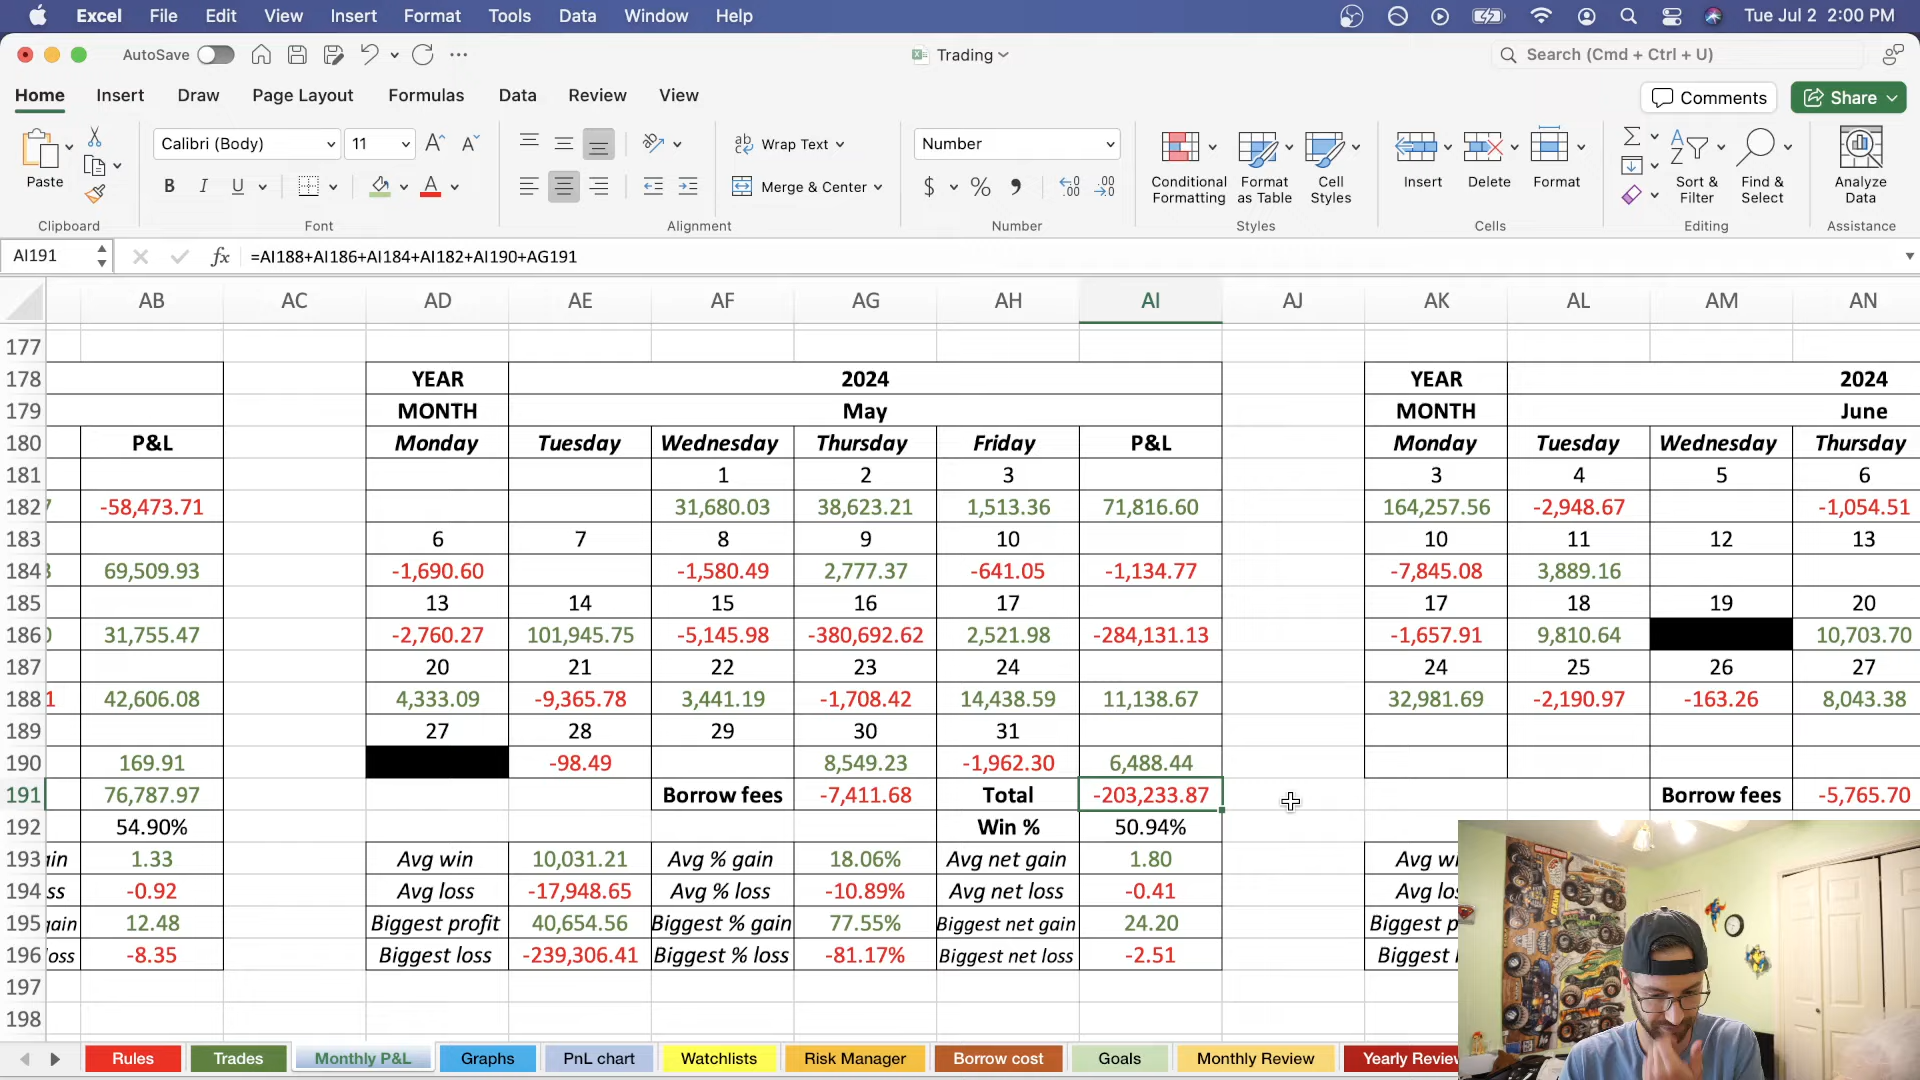 Excel File Edit View Insert Format Tools Data Window Help Tue Jul 2 2:00 PM
AutoSave Trading Search (Cmd + Ctrl + U)
Home Insert Draw Page Layout Formulas Data Review View Comments Share
Paste Calibri (Body) 11 A A Wrap Text Number Conditional Formatting Format as Table Cell Styles Insert Delete Format Sort & Filter Find & Select Analyze Data
B I U A Merge & Center $ % .00
Clipboard Font Alignment Number Styles Cells Editing Assistance
AI191 fx =AI188+AI186+AI184+AI182+AI190+AG191
AB AC AD AE AF AG AH AI AJ AK AL AM AN
177
178 YEAR 2024 YEAR 2024
179 MONTH May MONTH June
180 P&L Monday Tuesday Wednesday Thursday Friday P&L Monday Tuesday Wednesday Thursday
181 1 2 3 3 4 5 6
182 7 -58,473.71 31,680.03 38,623.21 1,513.36 71,816.60 164,257.56 -2,948.67 -1,054.51
183 6 7 8 9 10 10 11 12 13
184 69,509.93 -1,690.60 -1,580.49 2,777.37 -641.05 -1,134.77 -7,845.08 3,889.16
185 13 14 15 16 17 17 18 19 20
186 31,755.47 -2,760.27 101,945.75 -5,145.98 -380,692.62 2,521.98 -284,131.13 -1,657.91 9,810.64 10,703.70
187 20 21 22 23 24 24 25 26 27
188 1 42,606.08 4,333.09 -9,365.78 3,441.19 -1,708.42 14,438.59 11,138.67 32,981.69 -2,190.97 -163.26 8,043.38
189 27 28 29 30 31
190 169.91 -98.49 8,549.23 -1,962.30 6,488.44
191 76,787.97 Borrow fees -7,411.68 Total -203,233.87 Borrow fees -5,765.70
192 54.90% Win % 50.94%
193 ain 1.33 Avg win 10,031.21 Avg % gain 18.06% Avg net gain 1.80 Avg wi
194 ss -0.92 Avg loss -17,948.65 Avg % loss -10.89% Avg net loss -0.41 Avg los
195 gain 12.48 Biggest profit 40,654.56 Biggest % gain 77.55% Biggest net gain 24.20 Biggest p
196 oss -8.35 Biggest loss -239,306.41 Biggest % loss -81.17% Biggest net loss -2.51 Biggest
197
198
Rules Trades Monthly P&L Graphs PnL chart Watchlists Risk Manager Borrow cost Goals Monthly Review Yearly Review